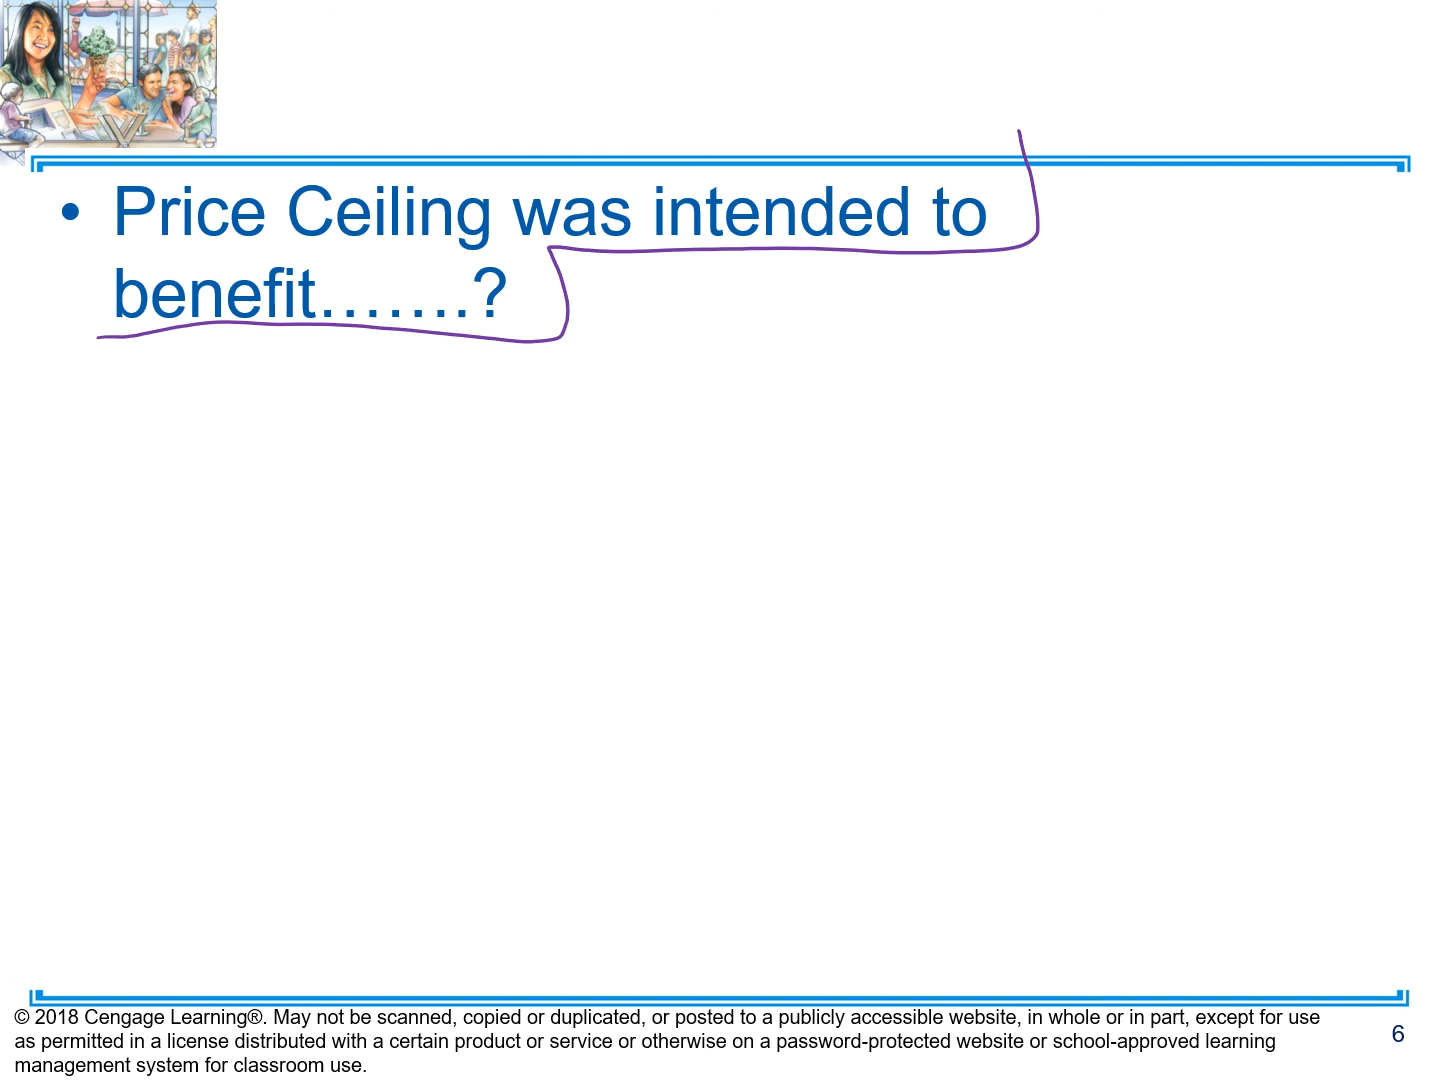 • Price Ceiling was intended to
benefit…….?
© 2018 Cengage Learning®. May not be scanned, copied or duplicated, or posted to a publicly accessible website, in whole or in part, except for use
as permitted in a license distributed with a certain product or service or otherwise on a password-protected website or school-approved learning
management system for classroom use.
6